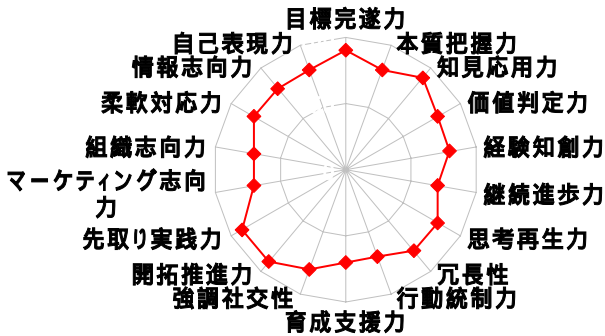 目標完遂力
本質把握力
知見応用力
価値判定力
経験知創力
継続進歩力
思考再生力
冗長性
行動統制力
育成支援力
強調社交性
開拓推進力
先取り実践力
マーケティング志向
力
組織志向力
柔軟対応力
情報志向力
自己表現力